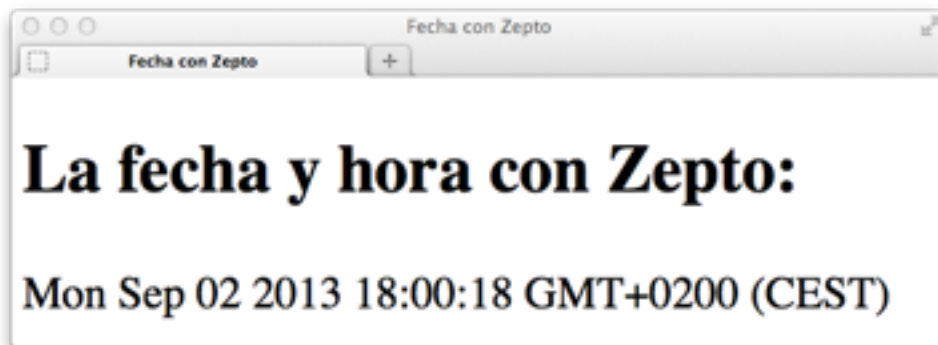 Fecha con Zepto
Fecha con Zepto
La fecha y hora con Zepto:
Mon Sep 02 2013 18:00:18 GMT+0200 (CEST)